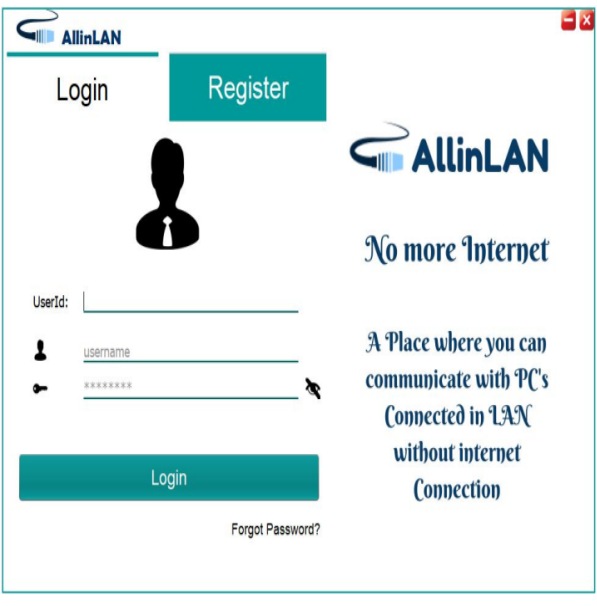 AllinLAN
Login
Register
UserId:
username
********
Login
Forgot Password?
AllinLAN
No more Internet
A Place where you can
communicate with PC's
Connected in LAN
without internet
Connection